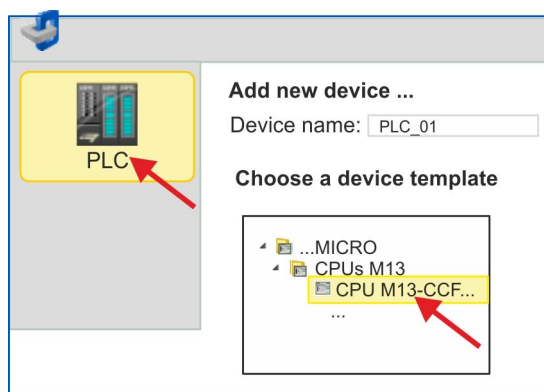 PLC
Add new device ...
Device name: PLC_01
Choose a device template
...MICRO
CPUs M13
CPU M13-CCF...
...